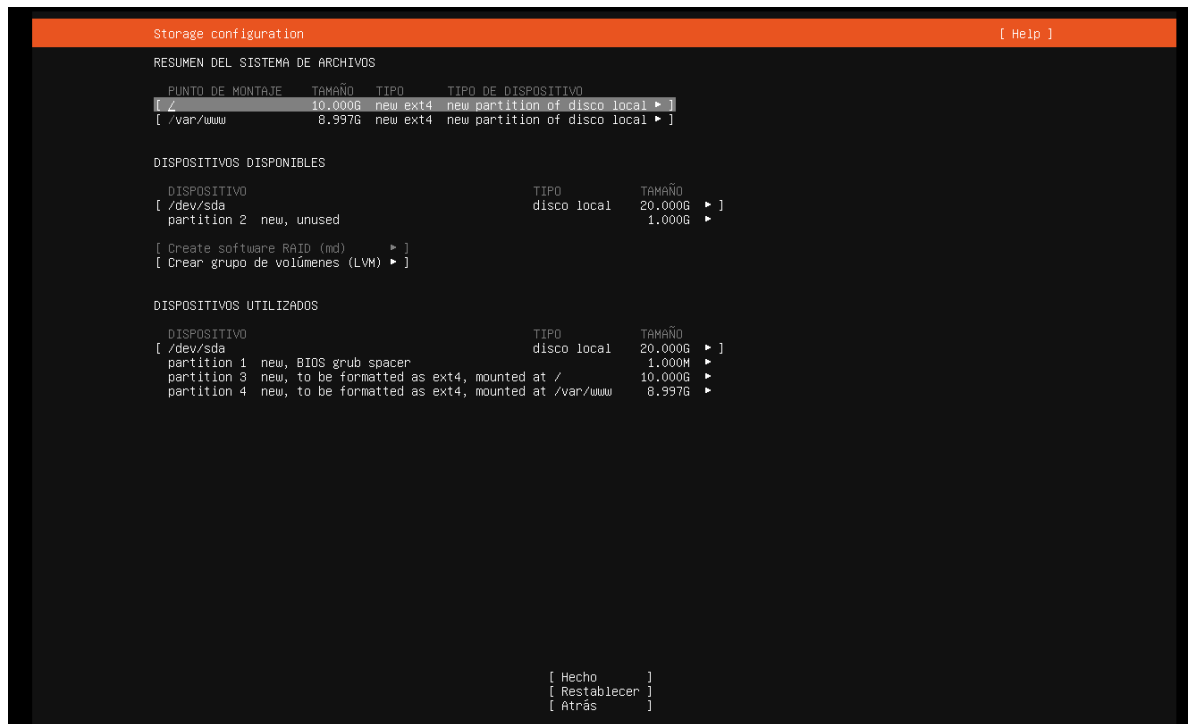 Storage configuration [ Help ]
RESUMEN DEL SISTEMA DE ARCHIVOS
PUNTO DE MONTAJE TAMAÑO TIPO TIPO DE DISPOSITIVO
[ / 10.000G new ext4 new partition of disco local ▸ ]
[ /var/www 8.997G new ext4 new partition of disco local ▸ ]
DISPOSITIVOS DISPONIBLES
DISPOSITIVO TIPO TAMAÑO
[ /dev/sda disco local 20.000G ▸ ]
partition 2 new, unused 1.000G ▸
[ Create software RAID (md) ▸ ]
[ Crear grupo de volúmenes (LVM) ▸ ]
DISPOSITIVOS UTILIZADOS
DISPOSITIVO TIPO TAMAÑO
[ /dev/sda disco local 20.000G ▸ ]
partition 1 new, BIOS grub spacer 1.000M ▸
partition 3 new, to be formatted as ext4, mounted at / 10.000G ▸
partition 4 new, to be formatted as ext4, mounted at /var/www 8.997G ▸
[ Hecho ]
[ Restablecer ]
[ Atrás ]